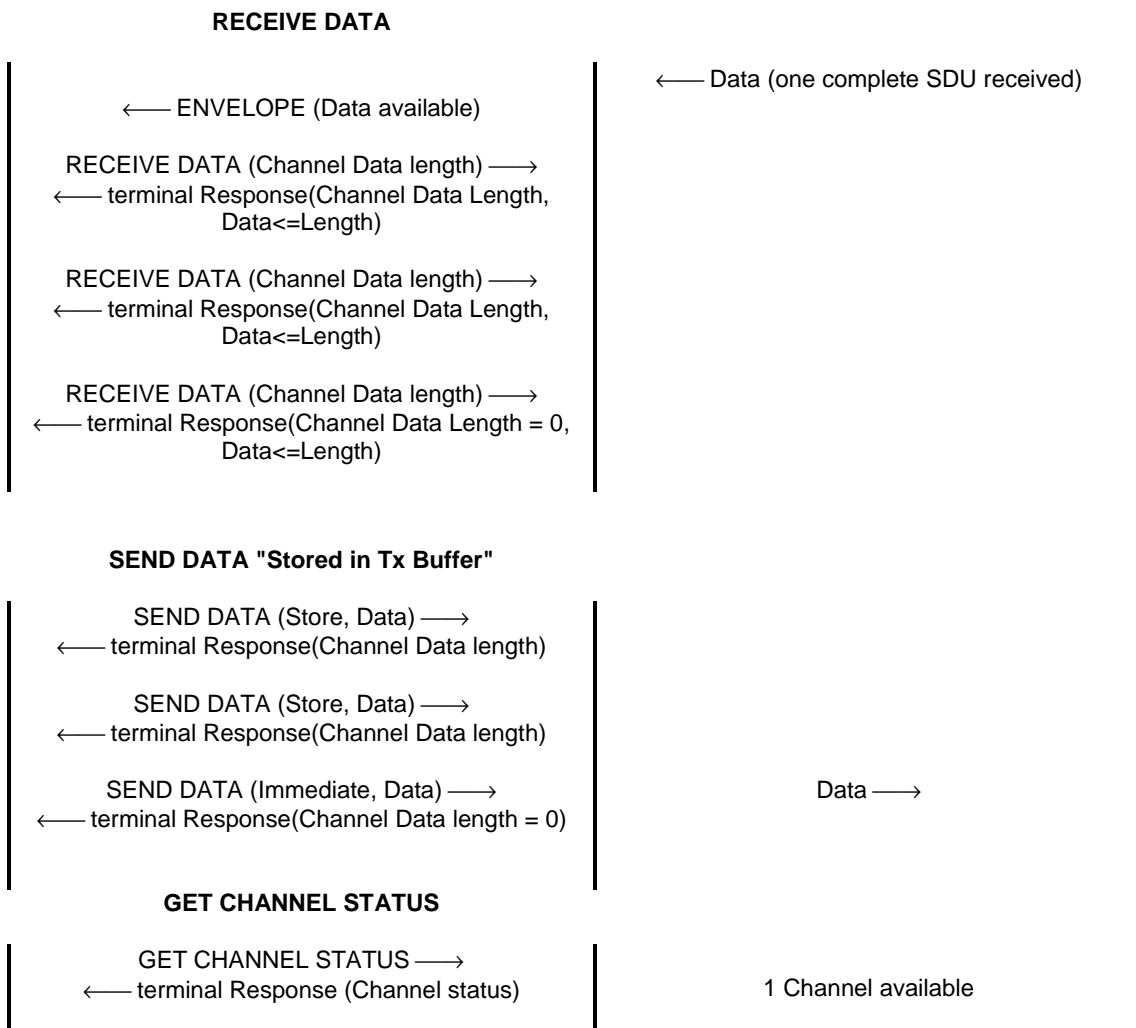 RECEIVE DATA
← Data (one complete SDU received)
← ENVELOPE (Data available)
RECEIVE DATA (Channel Data length) →
← terminal Response(Channel Data Length,
Data<=Length)
RECEIVE DATA (Channel Data length) →
← terminal Response(Channel Data Length,
Data<=Length)
RECEIVE DATA (Channel Data length) →
← terminal Response(Channel Data Length = 0,
Data<=Length)
SEND DATA "Stored in Tx Buffer"
SEND DATA (Store, Data) →
← terminal Response(Channel Data length)
SEND DATA (Store, Data) →
← terminal Response(Channel Data length)
SEND DATA (Immediate, Data) →
Data →
← terminal Response(Channel Data length = 0)
GET CHANNEL STATUS
GET CHANNEL STATUS →
← terminal Response (Channel status)
1 Channel available